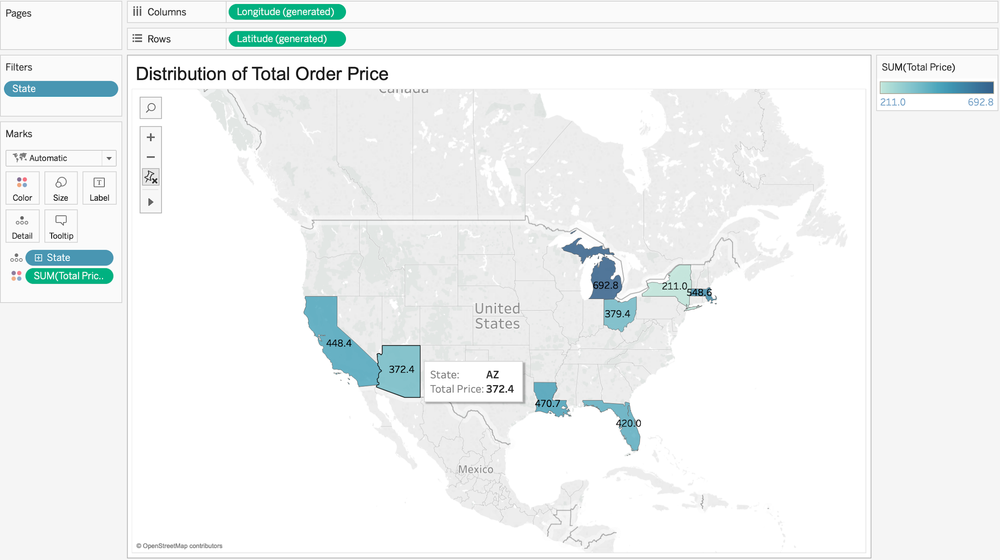 Pages
Columns
Longitude (generated)
Rows
Latitude (generated)
Filters
State
Marks
Automatic
Color
Size
Label
Detail
Tooltip
State
SUM(Total Pric..
Distribution of Total Order Price
Canada
692.8
211.0
548.6
United
States
379.4
448.4
372.4
State: AZ
Total Price: 372.4
470.7
420.0
Mexico
© OpenStreetMap contributors
SUM(Total Price)
211.0 692.8